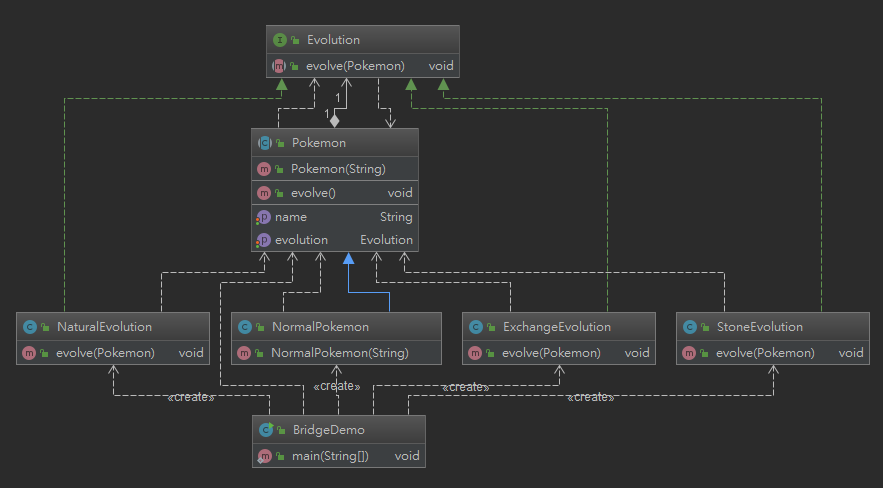 Evolution
evolve(Pokemon) void
1
1
Pokemon
Pokemon(String)
evolve() void
name String
evolution Evolution
NaturalEvolution
evolve(Pokemon) void
NormalPokemon
NormalPokemon(String)
ExchangeEvolution
evolve(Pokemon) void
StoneEvolution
evolve(Pokemon) void
«create»
«create»
«create»
«create»
BridgeDemo
main(String[]) void